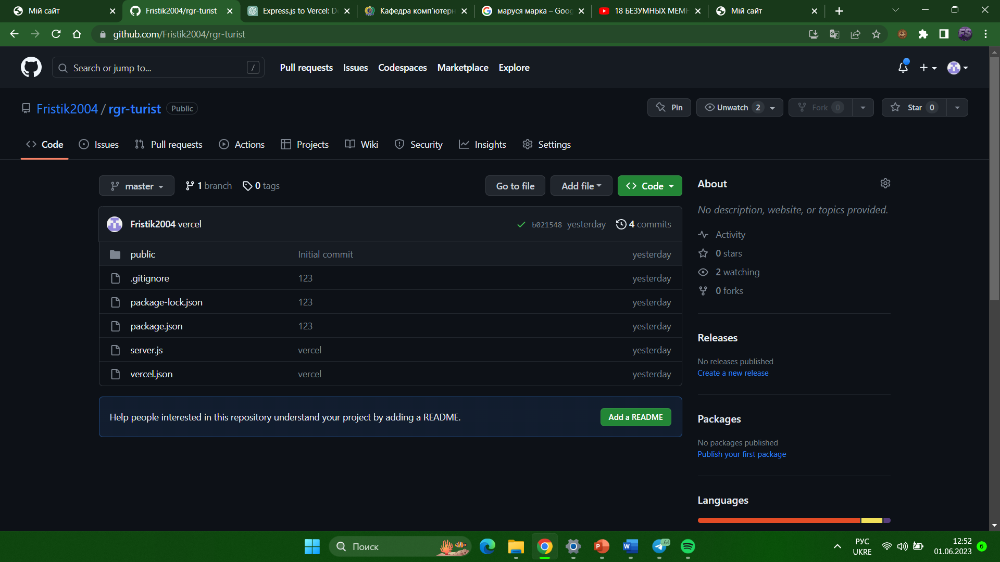 Мій сайт
Fristik2004/rgr-turist
Express.js to Vercel: D
Кафедра комп'ютерн
маруся марка – Goog
18 БЕЗУМНЫХ МЕМН
Мій сайт
github.com/Fristik2004/rgr-turist
FS
Search or jump to... /
Pull requests Issues Codespaces Marketplace Explore
Fristik2004 / rgr-turist Public
Pin
Unwatch 2
Fork 0
Star 0
Code Issues Pull requests Actions Projects Wiki Security Insights Settings
master 1 branch 0 tags
Go to file Add file Code
Fristik2004 vercel b021548 yesterday 4 commits
public Initial commit yesterday
.gitignore 123 yesterday
package-lock.json 123 yesterday
package.json 123 yesterday
server.js vercel yesterday
vercel.json vercel yesterday
Help people interested in this repository understand your project by adding a README. Add a README
About
No description, website, or topics provided.
Activity
0 stars
2 watching
0 forks
Releases
No releases published
Create a new release
Packages
No packages published
Publish your first package
Languages
Поиск
P
W
64
РУС
UKRE
12:52
01.06.2023
6